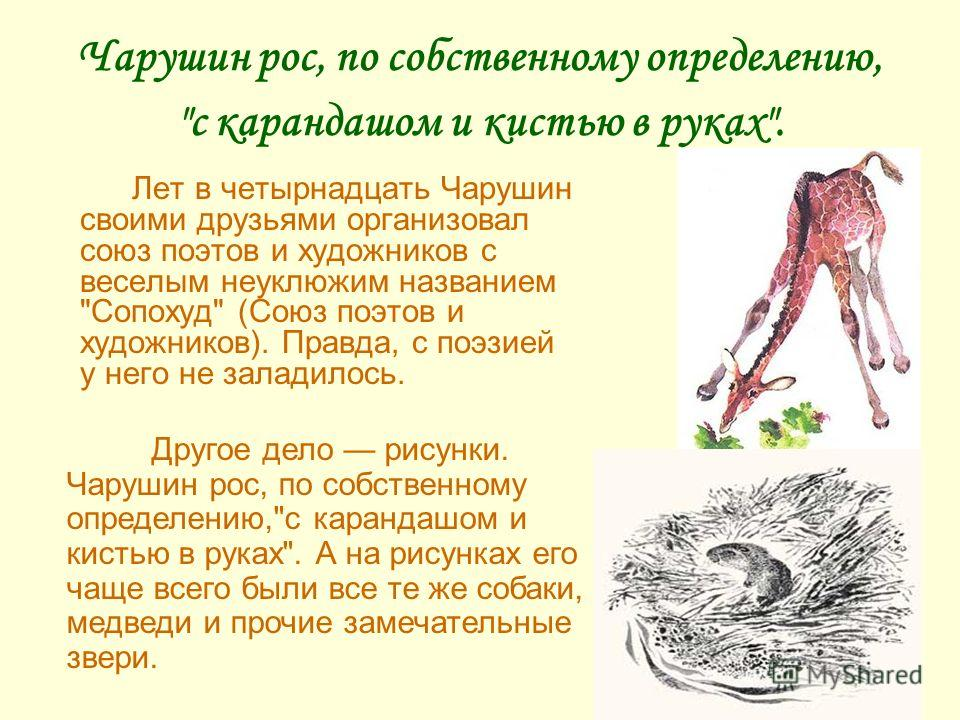 Чарушин рос, по собственному определению,
"с карандашом и кистью в руках".
Лет в четырнадцать Чарушин
своими друзьями организовал
союз поэтов и художников с
веселым неуклюжим названием
"Сопохуд" (Союз поэтов и
художников). Правда, с поэзией
у него не заладилось.
Другое дело — рисунки.
Чарушин рос, по собственному
определению,"с карандашом и
кистью в руках". А на рисунках его
чаще всего были все те же собаки,
медведи и прочие замечательные
звери.
MyShared